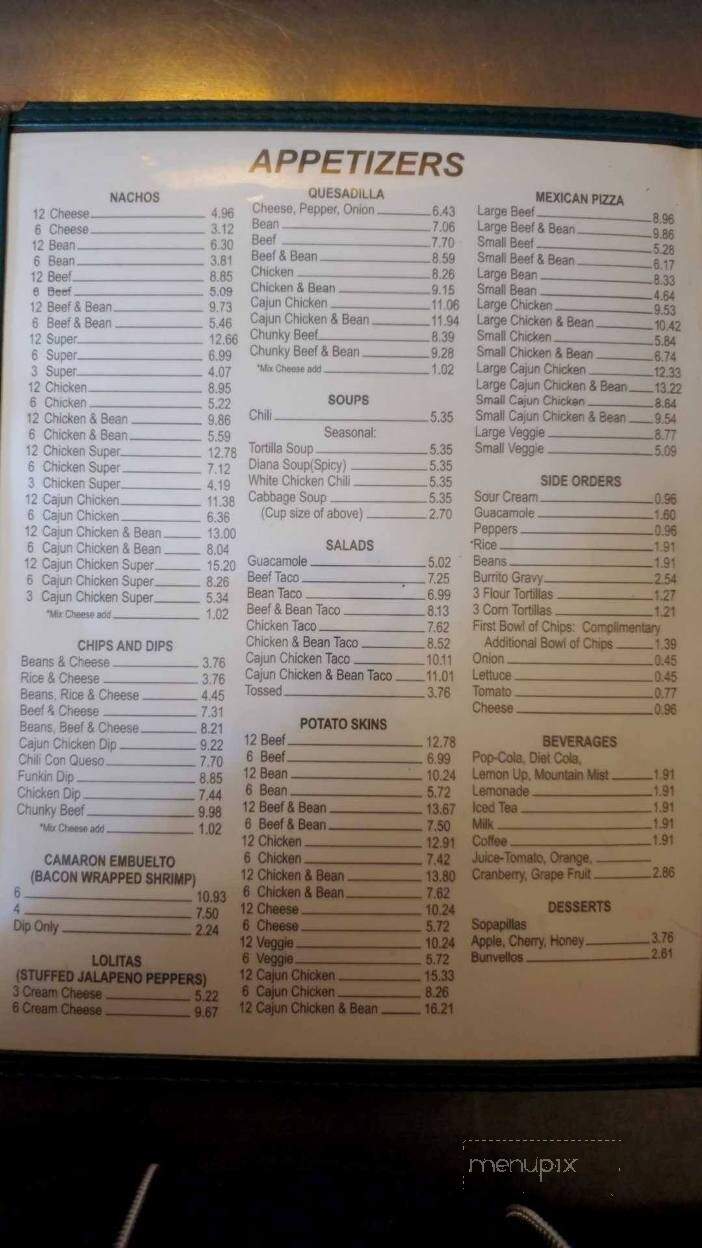 APPETIZERS
NACHOS
12 Cheese 4.96
6 Cheese 3.12
12 Bean 6.30
6 Bean 3.81
12 Beef 8.85
6 Beef 5.09
12 Beef & Bean 9.73
6 Beef & Bean 5.46
12 Super 12.66
6 Super 6.99
3 Super 4.07
12 Chicken 8.95
6 Chicken 5.22
12 Chicken & Bean 9.86
6 Chicken & Bean 5.59
12 Chicken Super 12.78
6 Chicken Super 7.12
3 Chicken Super 4.19
12 Cajun Chicken 11.38
6 Cajun Chicken 6.36
12 Cajun Chicken & Bean 13.00
6 Cajun Chicken & Bean 8.04
12 Cajun Chicken Super 15.20
6 Cajun Chicken Super 8.26
3 Cajun Chicken Super 5.34
*Mix Cheese add 1.02
CHIPS AND DIPS
Beans & Cheese 3.76
Rice & Cheese 3.76
Beans, Rice & Cheese 4.45
Beef & Cheese 7.31
Beans, Beef & Cheese 8.21
Cajun Chicken Dip 9.22
Chili Con Queso 7.70
Funkin Dip 8.85
Chicken Dip 7.44
Chunky Beef 9.98
*Mix Cheese add 1.02
CAMARON EMBUELTO
(BACON WRAPPED SHRIMP)
6 10.93
4 7.50
Dip Only 2.24
LOLITAS
(STUFFED JALAPENO PEPPERS)
3 Cream Cheese 5.22
6 Cream Cheese 9.67
QUESADILLA
Cheese, Pepper, Onion 6.43
Bean 7.06
Beef 7.70
Beef & Bean 8.59
Chicken 8.26
Chicken & Bean 9.15
Cajun Chicken 11.06
Cajun Chicken & Bean 11.94
Chunky Beef 8.39
Chunky Beef & Bean 9.28
*Mix Cheese add 1.02
SOUPS
Chili 5.35
Seasonal:
Tortilla Soup 5.35
Diana Soup(Spicy) 5.35
White Chicken Chili 5.35
Cabbage Soup 5.35
(Cup size of above) 2.70
SALADS
Guacamole 5.02
Beef Taco 7.25
Bean Taco 6.99
Beef & Bean Taco 8.13
Chicken Taco 7.62
Chicken & Bean Taco 8.52
Cajun Chicken Taco 10.11
Cajun Chicken & Bean Taco 11.01
Tossed 3.76
POTATO SKINS
12 Beef 12.78
6 Beef 6.99
12 Bean 10.24
6 Bean 5.72
12 Beef & Bean 13.67
6 Beef & Bean 7.50
12 Chicken 12.91
6 Chicken 7.42
12 Chicken & Bean 13.80
6 Chicken & Bean 7.62
12 Cheese 10.24
6 Cheese 5.72
12 Veggie 10.24
6 Veggie 5.72
12 Cajun Chicken 15.33
6 Cajun Chicken 8.26
12 Cajun Chicken & Bean 16.21
MEXICAN PIZZA
Large Beef 8.96
Large Beef & Bean 9.86
Small Beef 5.28
Small Beef & Bean 6.17
Large Bean 8.33
Small Bean 4.64
Large Chicken 9.53
Large Chicken & Bean 10.42
Small Chicken 5.84
Small Chicken & Bean 6.74
Large Cajun Chicken 12.33
Large Cajun Chicken & Bean 13.22
Small Cajun Chicken 8.64
Small Cajun Chicken & Bean 9.54
Large Veggie 8.77
Small Veggie 5.09
SIDE ORDERS
Sour Cream 0.96
Guacamole 1.60
Peppers 0.96
*Rice 1.91
Beans 1.91
Burrito Gravy 2.54
3 Flour Tortillas 1.27
3 Corn Tortillas 1.21
First Bowl of Chips: Complimentary
Additional Bowl of Chips 1.39
Onion 0.45
Lettuce 0.45
Tomato 0.77
Cheese 0.96
BEVERAGES
Pop-Cola, Diet Cola,
Lemon Up, Mountain Mist 1.91
Lemonade 1.91
Iced Tea 1.91
Milk 1.91
Coffee 1.91
Juice-Tomato, Orange,
Cranberry, Grape Fruit 2.86
DESSERTS
Sopapillas
Apple, Cherry, Honey 3.76
Bunvellos 2.61
menupix